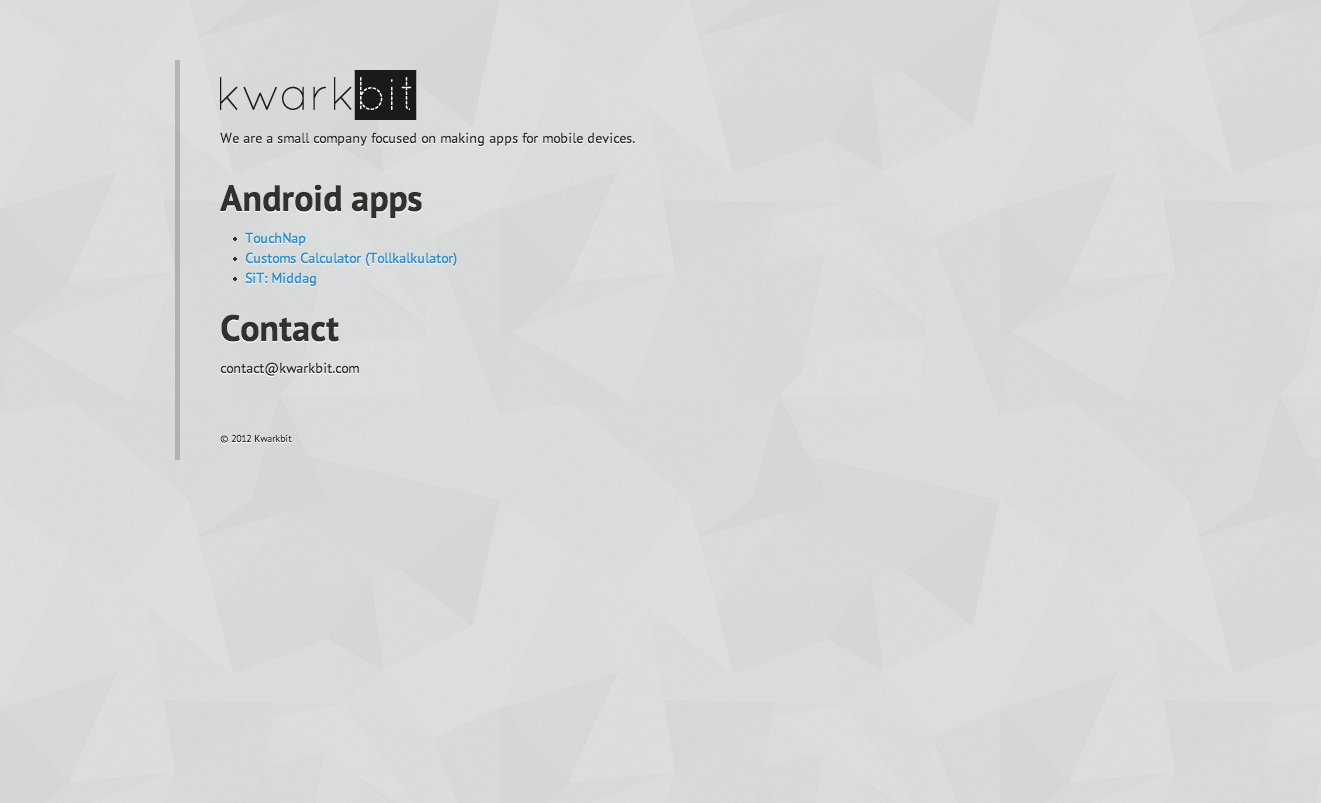 kwarkbit
We are a small company focused on making apps for mobile devices.
Android apps
TouchNap
Customs Calculator (Tollkalkulator)
SiT: Middag
Contact
contact@kwarkbit.com
© 2012 Kwarkbit